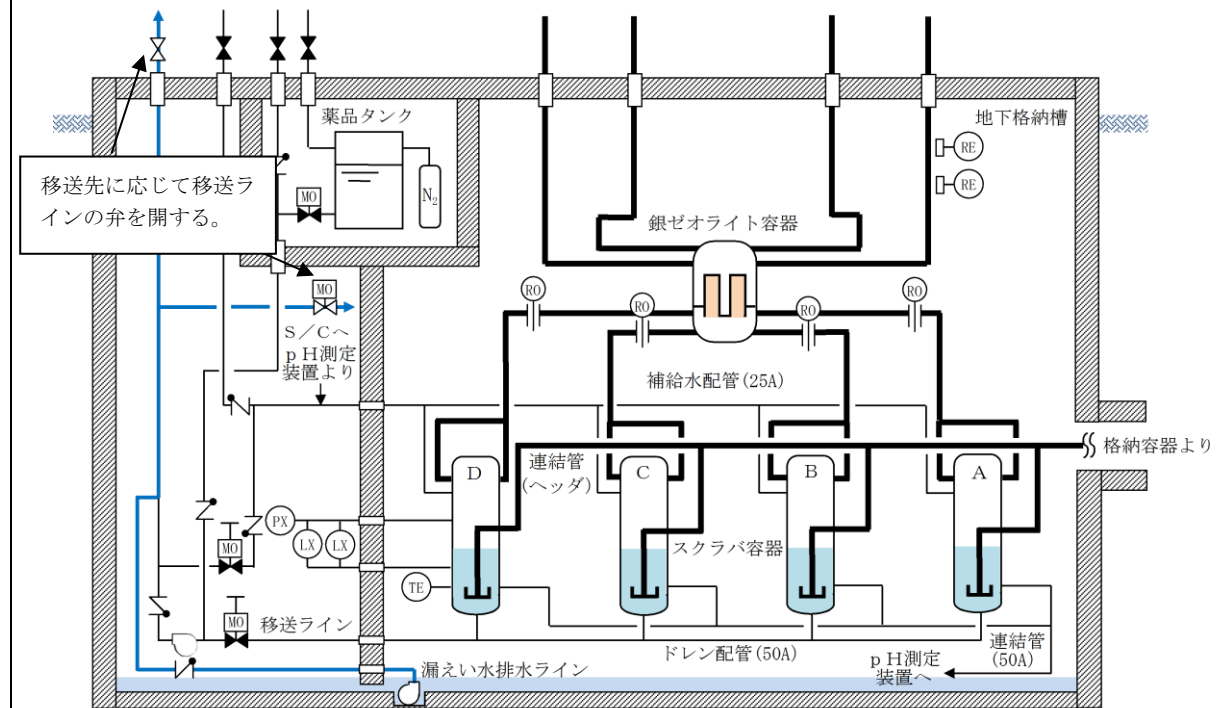 薬品タンク
地下格納槽
RE
RE
移送先に応じて移送ラ
インの弁を開する。
MO
N₂
銀ゼオライト容器
MO
RO
RO
RO
RO
S/Cへ
pH測定
装置より
補給水配管(25A)
格納容器より
連結管
(ヘッダ)
D
C
B
A
PX
LX
LX
MO
スクラバ容器
TE
MO
移送ライン
ドレン配管(50A)
連結管
(50A)
pH測定
装置へ
漏えい水排水ライン